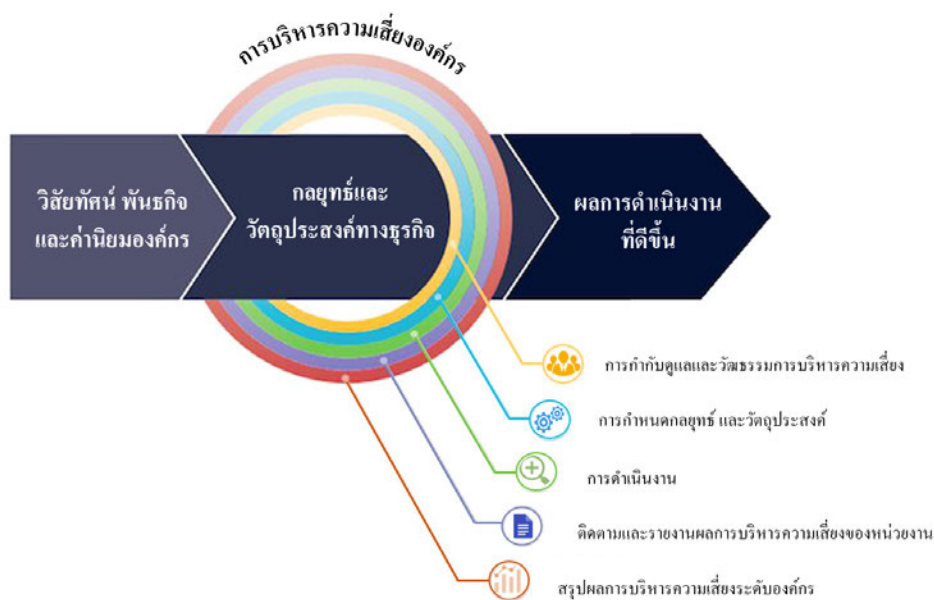 การบริหารความเสี่ยงองค์กร
วิสัยทัศน์ พันธกิจ
และค่านิยมองค์กร
กลยุทธ์และ
วัตถุประสงค์ทางธุรกิจ
ผลการดำเนินงาน
ที่ดีขึ้น
การกำกับดูแลและวัฒธรรมการบริหารความเสี่ยง
การกำหนดกลยุทธ์ และวัตถุประสงค์
การดำเนินงาน
ติดตามและรายงานผลการบริหารความเสี่ยงของหน่วยงาน
สรุปผลการบริหารความเสี่ยงระดับองค์กร